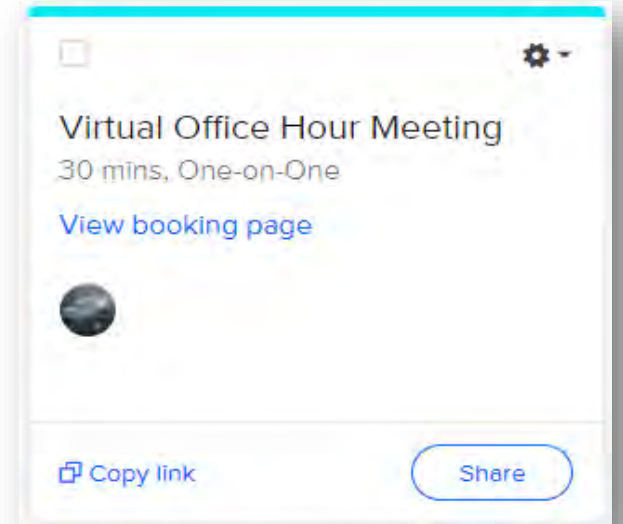 Virtual Office Hour Meeting
30 mins, One-on-One
View booking page
Copy link
Share